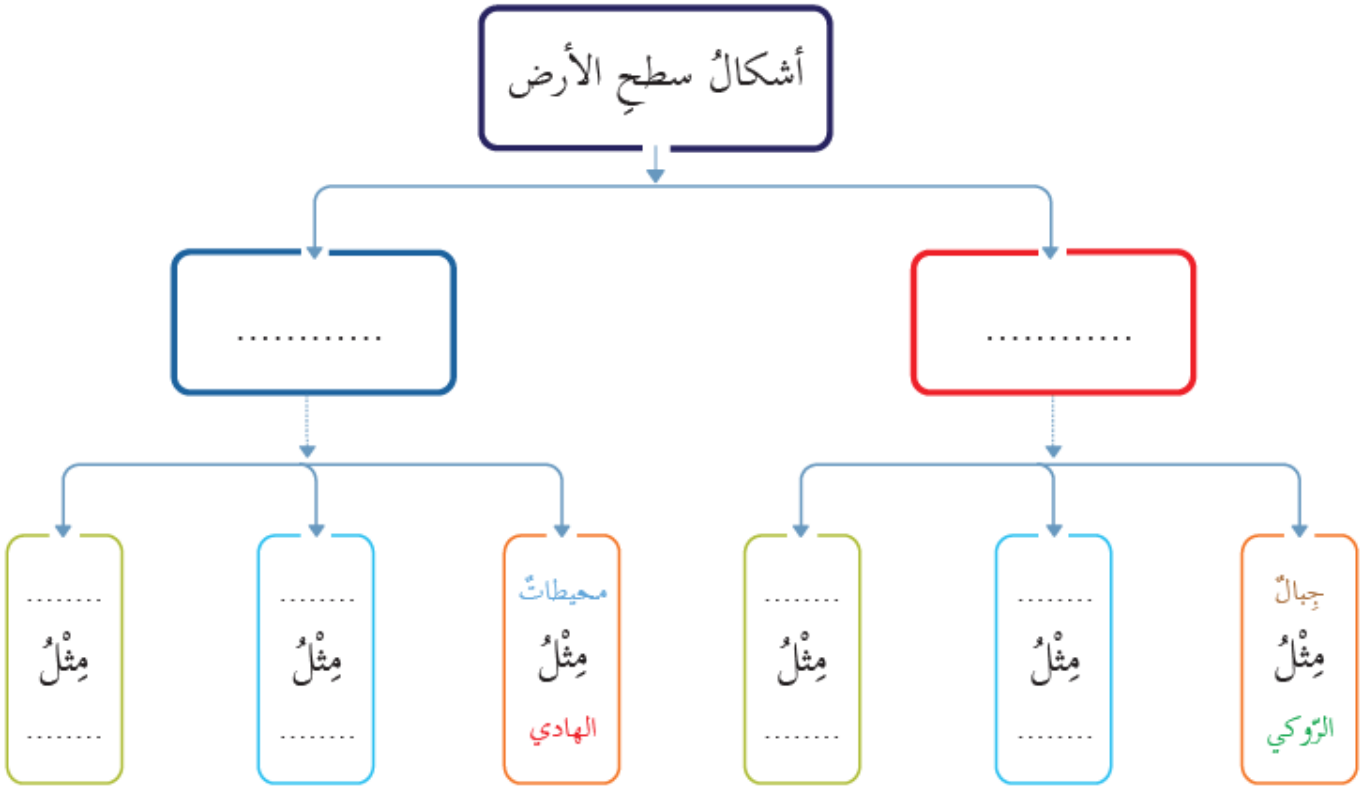 أشكالُ سطحِ الأرض
............
............
جِبالٌ
مِثْلُ
الرّوكي
........
مِثْلُ
........
........
مِثْلُ
........
محيطاتٌ
مِثْلُ
الهادي
........
مِثْلُ
........
........
مِثْلُ
........